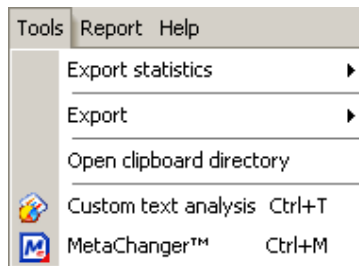 Tools Report Help
Export statistics
Export
Open clipboard directory
Custom text analysis Ctrl+T
MetaChanger™ Ctrl+M